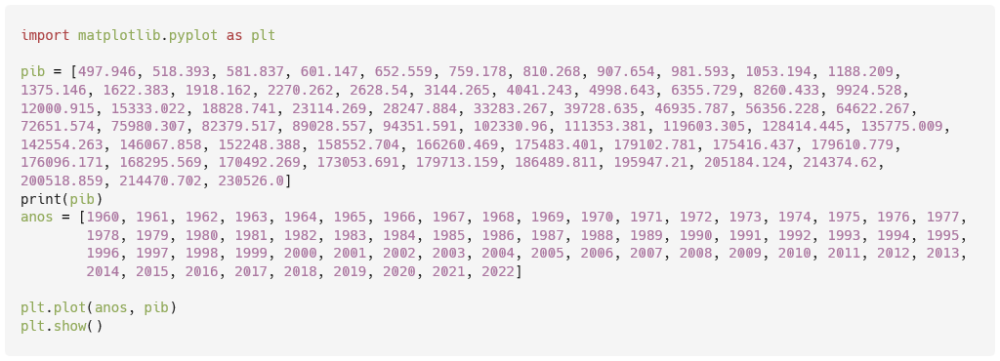 import matplotlib.pyplot as plt
pib = [497.946, 518.393, 581.837, 601.147, 652.559, 759.178, 810.268, 907.654, 981.593, 1053.194, 1188.209,
1375.146, 1622.383, 1918.162, 2270.262, 2628.54, 3144.265, 4041.243, 4998.643, 6355.729, 8260.433, 9924.528,
12000.915, 15333.022, 18828.741, 23114.269, 28247.884, 33283.267, 39728.635, 46935.787, 56356.228, 64622.267,
72651.574, 75980.307, 82379.517, 89028.557, 94351.591, 102330.96, 111353.381, 119603.305, 128414.445, 135775.009,
142554.263, 146067.858, 152248.388, 158552.704, 166260.469, 175483.401, 179102.781, 175416.437, 179610.779,
176096.171, 168295.569, 170492.269, 173053.691, 179713.159, 186489.811, 195947.21, 205184.124, 214374.62,
200518.859, 214470.702, 230526.0]
print(pib)
anos = [1960, 1961, 1962, 1963, 1964, 1965, 1966, 1967, 1968, 1969, 1970, 1971, 1972, 1973, 1974, 1975, 1976, 1977,
1978, 1979, 1980, 1981, 1982, 1983, 1984, 1985, 1986, 1987, 1988, 1989, 1990, 1991, 1992, 1993, 1994, 1995,
1996, 1997, 1998, 1999, 2000, 2001, 2002, 2003, 2004, 2005, 2006, 2007, 2008, 2009, 2010, 2011, 2012, 2013,
2014, 2015, 2016, 2017, 2018, 2019, 2020, 2021, 2022]
plt.plot(anos, pib)
plt.show()